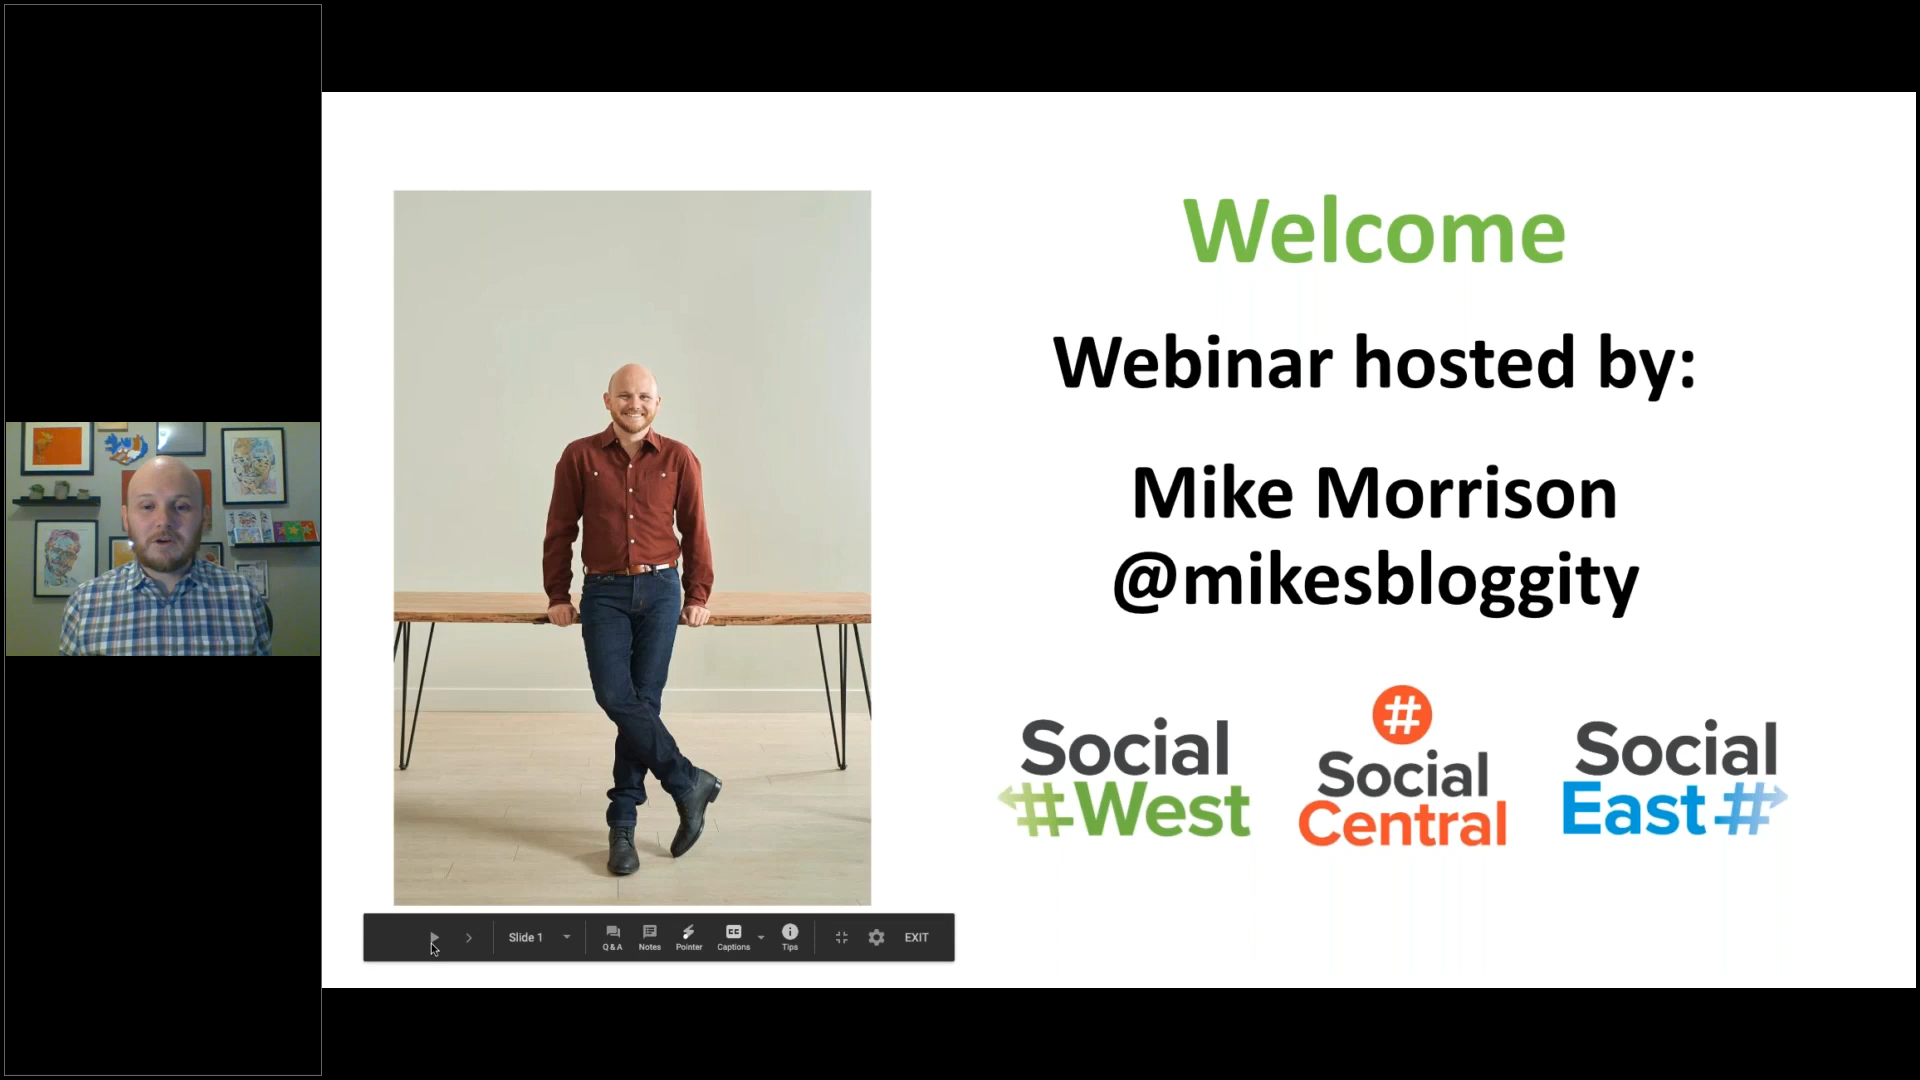 Welcome
Webinar hosted by:
Mike Morrison
@mikesbloggity
Social
#West
#
Social
Central
Social
East #
Slide 1
Q&A
Notes
Pointer
CC
Captions
Tips
EXIT